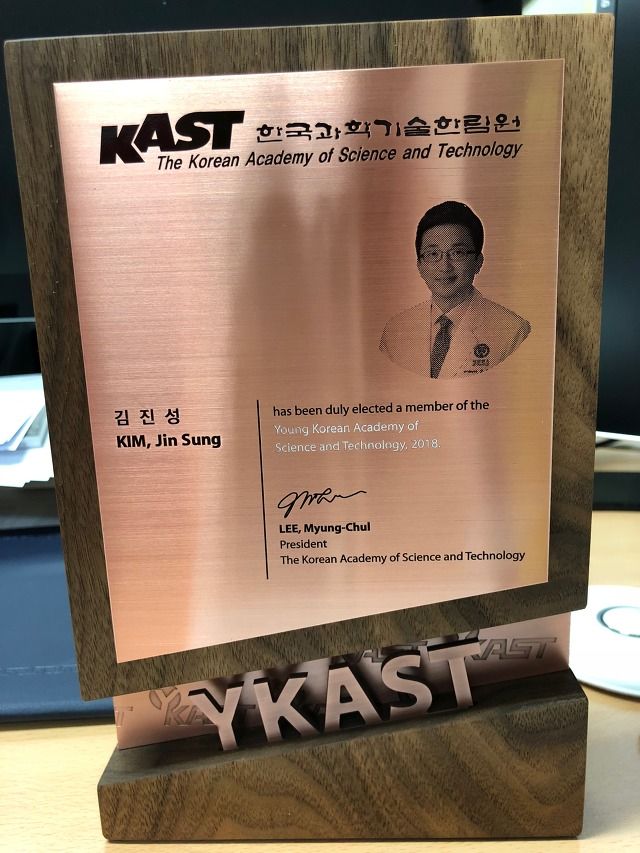 KAST 한국과학기술한림원
The Korean Academy of Science and Technology
김 진 성
KIM, Jin Sung
has been duly elected a member of the
Young Korean Academy of
Science and Technology, 2018.
LEE, Myung-Chul
President
The Korean Academy of Science and Technology
YKAST